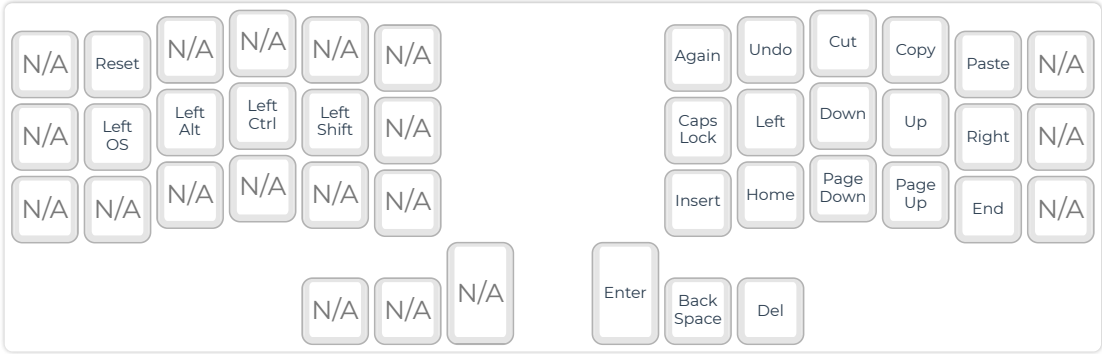 N/A Reset N/A N/A N/A N/A Again Undo Cut Copy Paste N/A
N/A Left OS Left Alt Left Ctrl Left Shift N/A Caps Lock Left Down Up Right N/A
N/A N/A N/A N/A N/A N/A Insert Home Page Down Page Up End N/A
N/A N/A N/A Enter Back Space Del